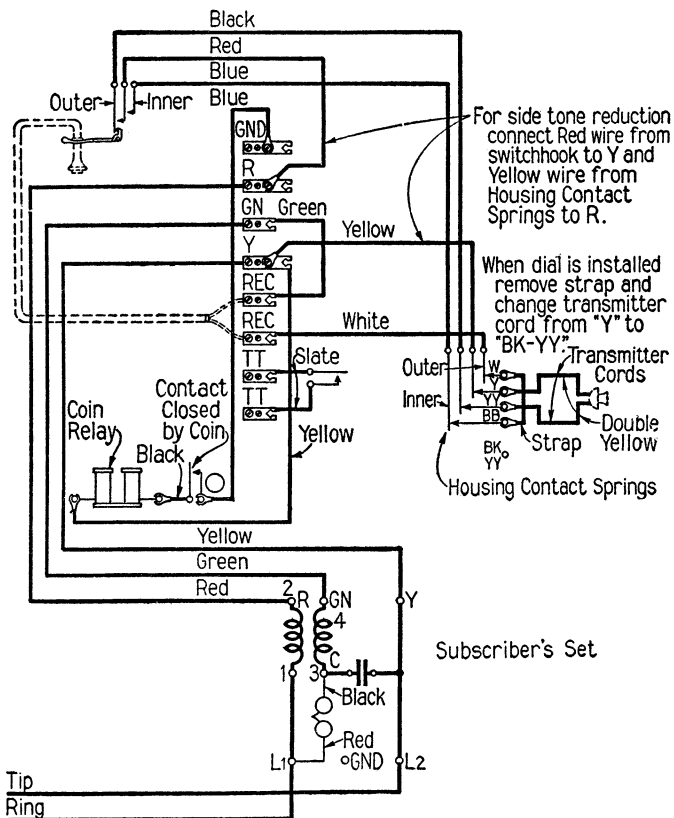 Black
Red
Blue
Outer
Inner
Blue
GND
R
GN Green
Y
Yellow
REC
REC
White
TT
Slate
TT
For side tone reduction
connect Red wire from
switchhook to Y and
Yellow wire from
Housing Contact
Springs to R.
When dial is installed
remove strap and
change transmitter
cord from "Y" to
"BK-YY"
Outer
W
Y
YY
BB
Inner
Transmitter
Cords
Double
Yellow
Strap
BK
YY
Housing Contact Springs
Coin
Relay
Contact
Closed
by Coin
Black
Yellow
Yellow
Green
Red
2
R
GN
4
Y
1
3
C
Black
Red
Subscriber's Set
L1
GND
L2
Tip
Ring